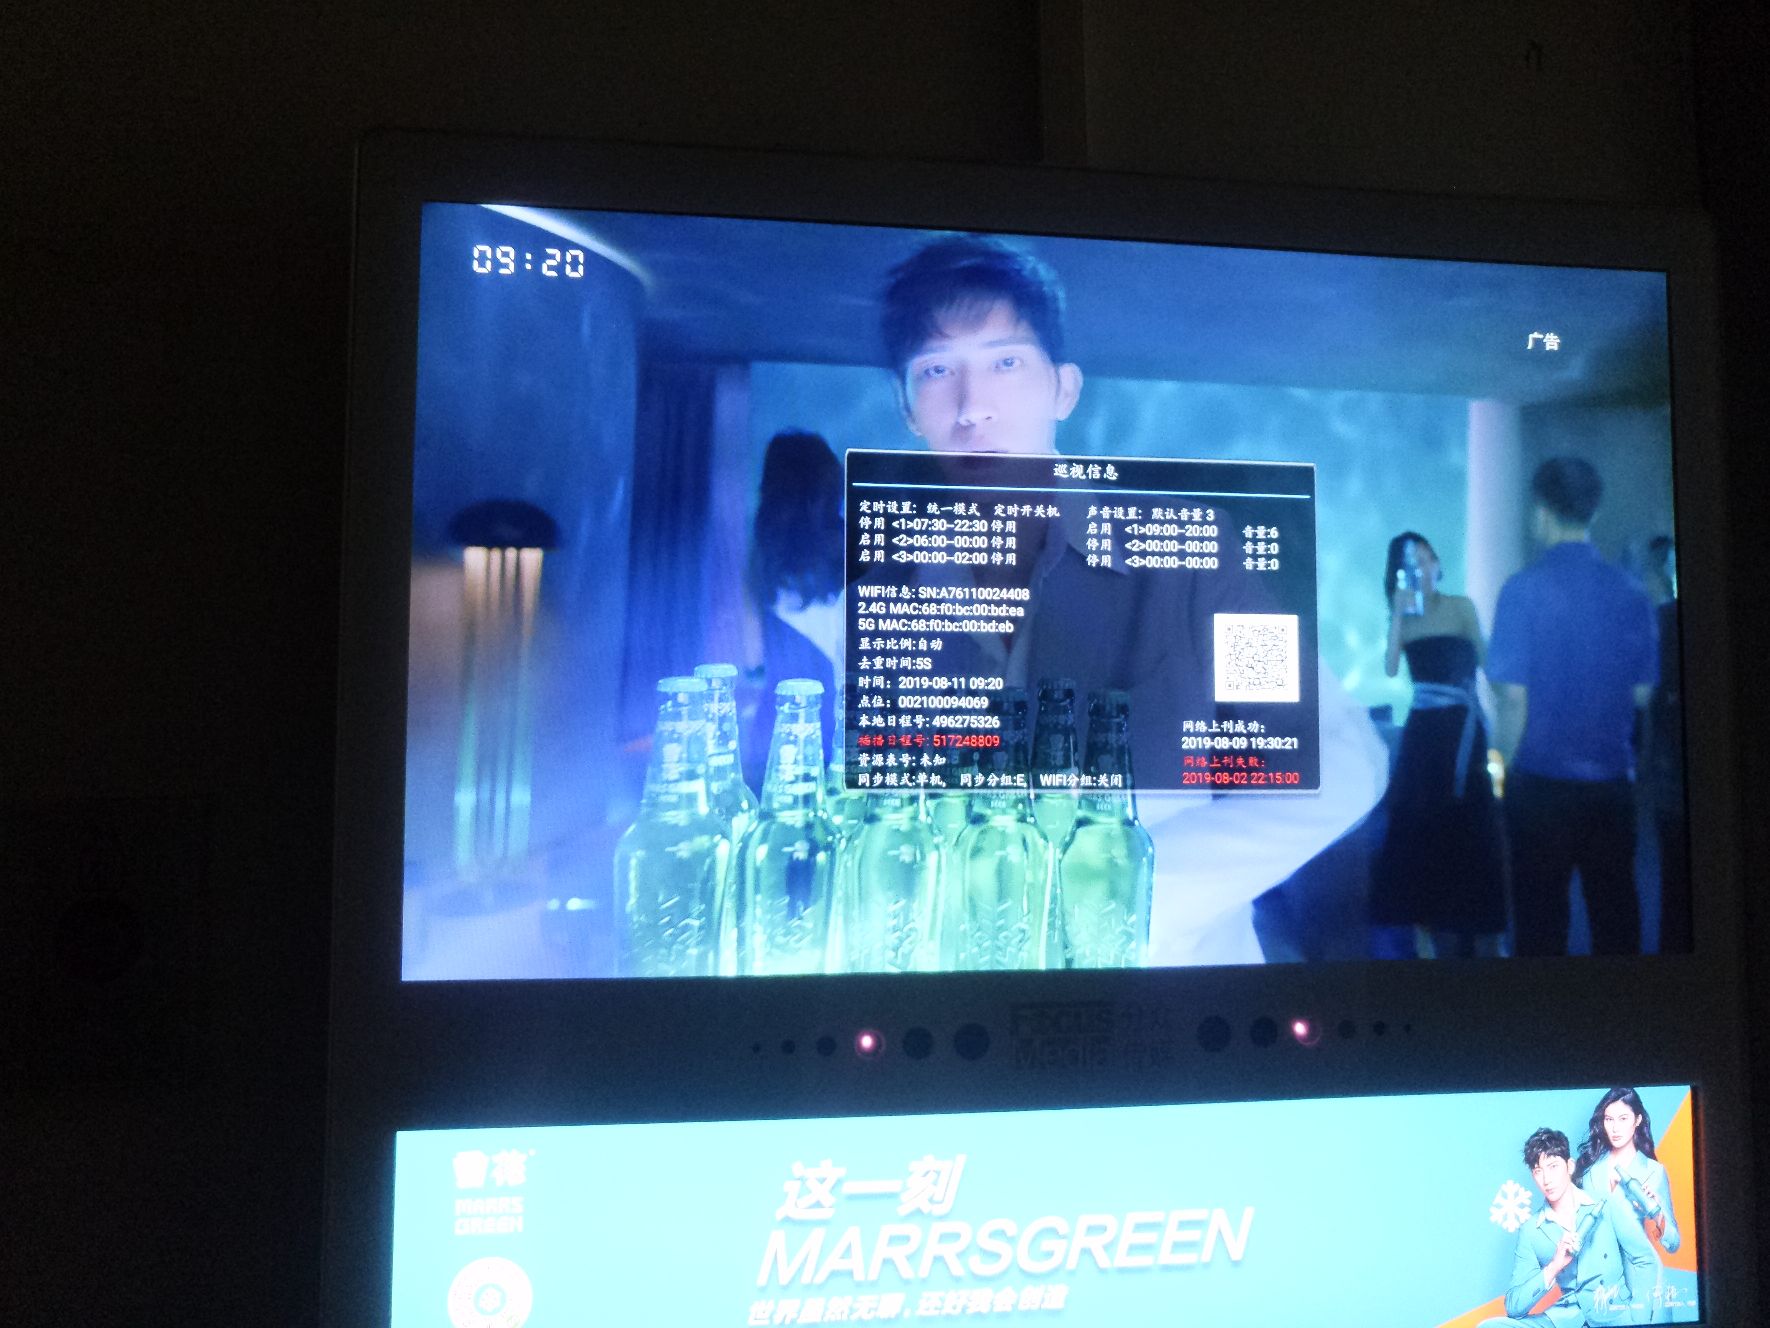 09:20
广告
巡视信息
定时设置: 统一模式 定时开关机
停用 <1>07:30--22:30 停用
启用 <2>06:00--00:00 停用
启用 <3>00:00--02:00 停用
声音设置: 默认音量 3
启用 <1>09:00--20:00 音量:6
停用 <2>00:00--00:00 音量:0
停用 <3>00:00--00:00 音量:0
WIFI信息: SN:A76110024408
2.4G MAC:68:f0:bc:00:bd:ea
5G MAC:68:f0:bc:00:bd:eb
显示比例:自动
去重时间:5S
时间: 2019-08-11 09:20
点位: 002100094069
本地日程号: 496275326
插播日程号: 517248809
资源表号: 未知
同步模式:单机, 同步分组:E, WIFI分组:关闭
网络上刊成功:
2019-08-09 19:30:21
网络上刊失败:
2019-08-02 22:15:00
Focus 分众
Media 传媒
雪花
MARRS
GREEN
这一刻
MARRSGREEN
世界虽然无聊,还好我会创造